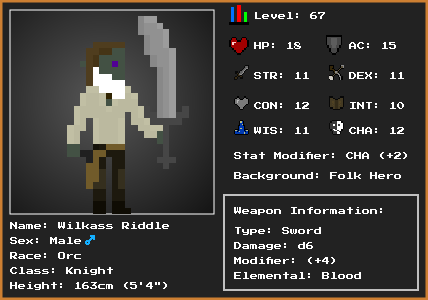 Level: 67
HP: 18 AC: 15
STR: 11 DEX: 11
CON: 12 INT: 10
WIS: 11 CHA: 12
Stat Modifier: CHA (+2)
Background: Folk Hero
Name: Wilkass Riddle
Sex: Male ♂
Race: Orc
Class: Knight
Height: 163cm (5'4")
Weapon Information:
Type: Sword
Damage: d6
Modifier: (+4)
Elemental: Blood